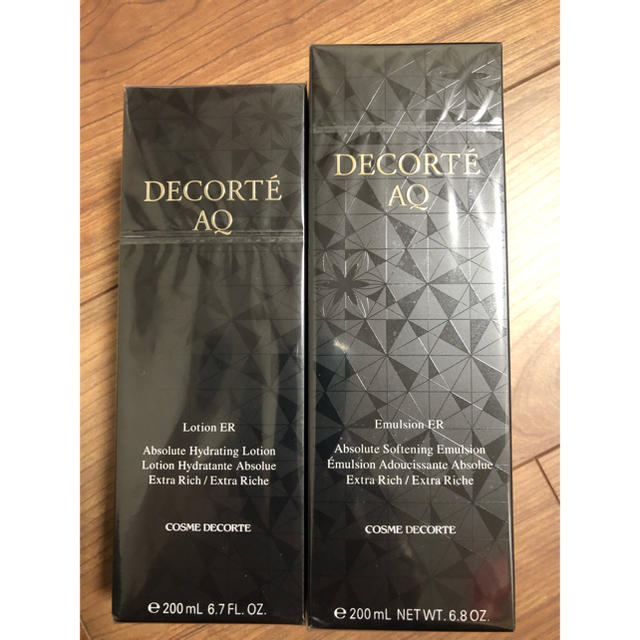 DECORTÉ
AQ
Lotion ER
Absolute Hydrating Lotion
Lotion Hydratante Absolue
Extra Rich / Extra Riche
COSME DECORTE
℮ 200 mL 6.7 FL. OZ.
DECORTÉ
AQ
Emulsion ER
Absolute Softening Emulsion
Émulsion Adoucissante Absolue
Extra Rich / Extra Riche
COSME DECORTE
℮ 200 mL NET WT. 6.8 OZ.